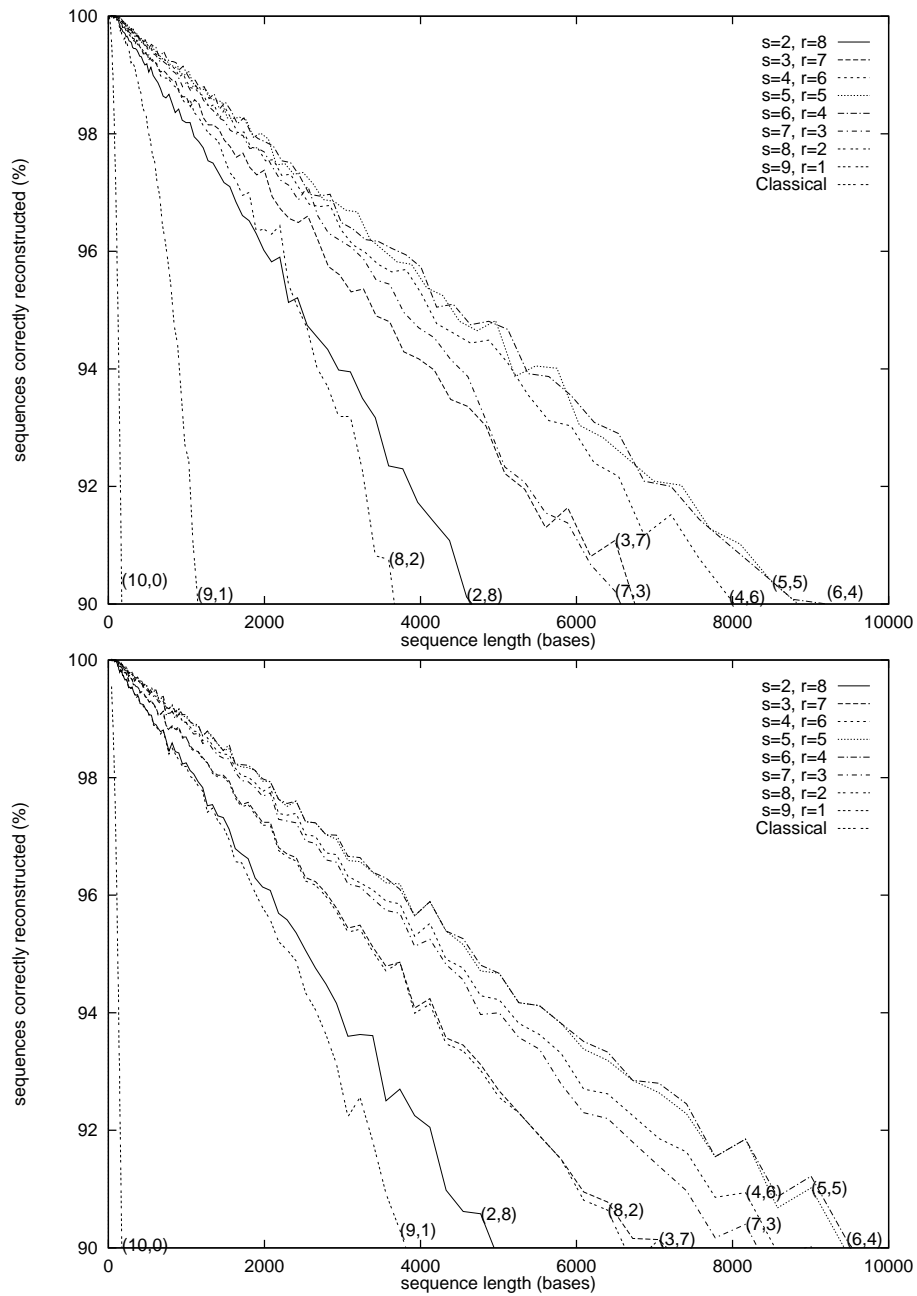 100
98
96
94
92
90
sequences correctly reconstructed (%)
s=2, r=8
s=3, r=7
s=4, r=6
s=5, r=5
s=6, r=4
s=7, r=3
s=8, r=2
s=9, r=1
Classical
(10,0)
(9,1)
(8,2)
(2,8)
(3,7)
(7,3)
(4,6)
(5,5)
(6,4)
0
2000
4000
6000
8000
10000
sequence length (bases)
100
98
96
94
92
90
sequences correctly reconstructed (%)
s=2, r=8
s=3, r=7
s=4, r=6
s=5, r=5
s=6, r=4
s=7, r=3
s=8, r=2
s=9, r=1
Classical
(10,0)
(9,1)
(2,8)
(8,2)
(3,7)
(4,6)
(7,3)
(5,5)
(6,4)
0
2000
4000
6000
8000
10000
sequence length (bases)